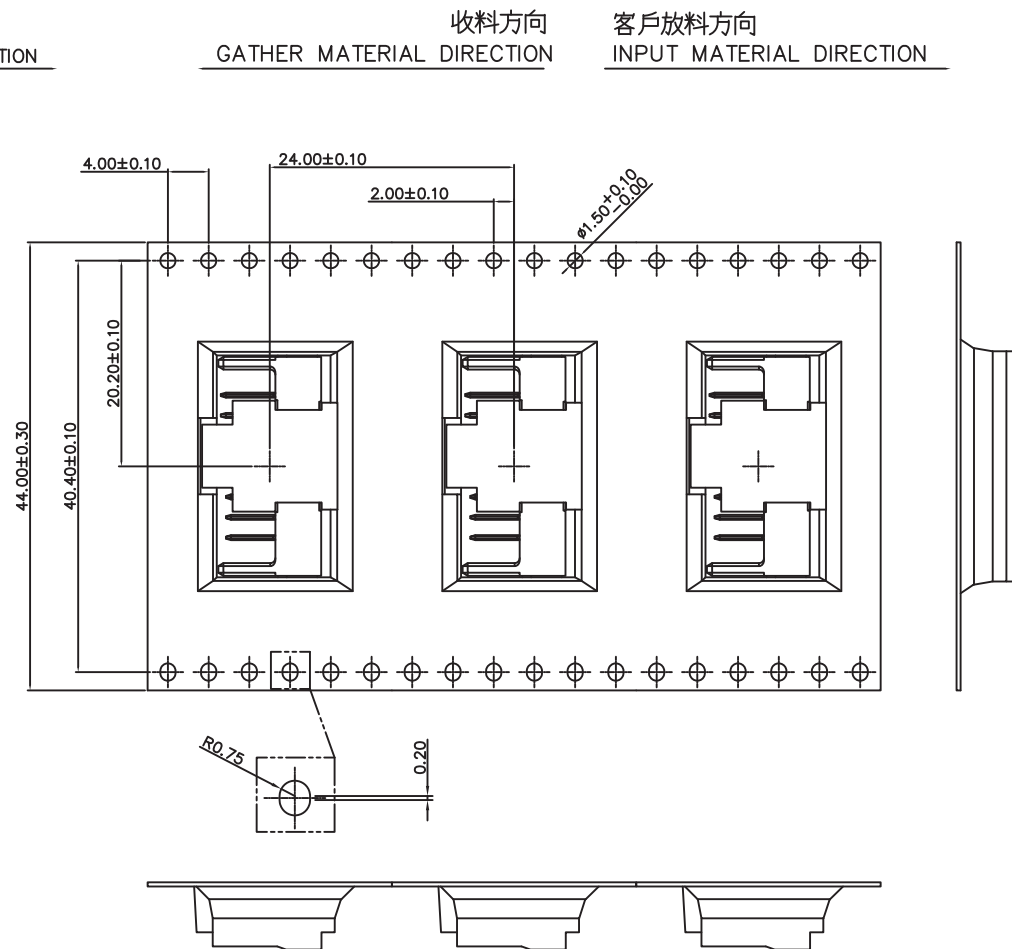 收料方向
客戶放料方向
TION
GATHER MATERIAL DIRECTION
INPUT MATERIAL DIRECTION
4.00±0.10
24.00±0.10
2.00±0.10
ø1.50+0.10
-0.00
20.20±0.10
40.40±0.10
44.00±0.30
R0.75
0.20